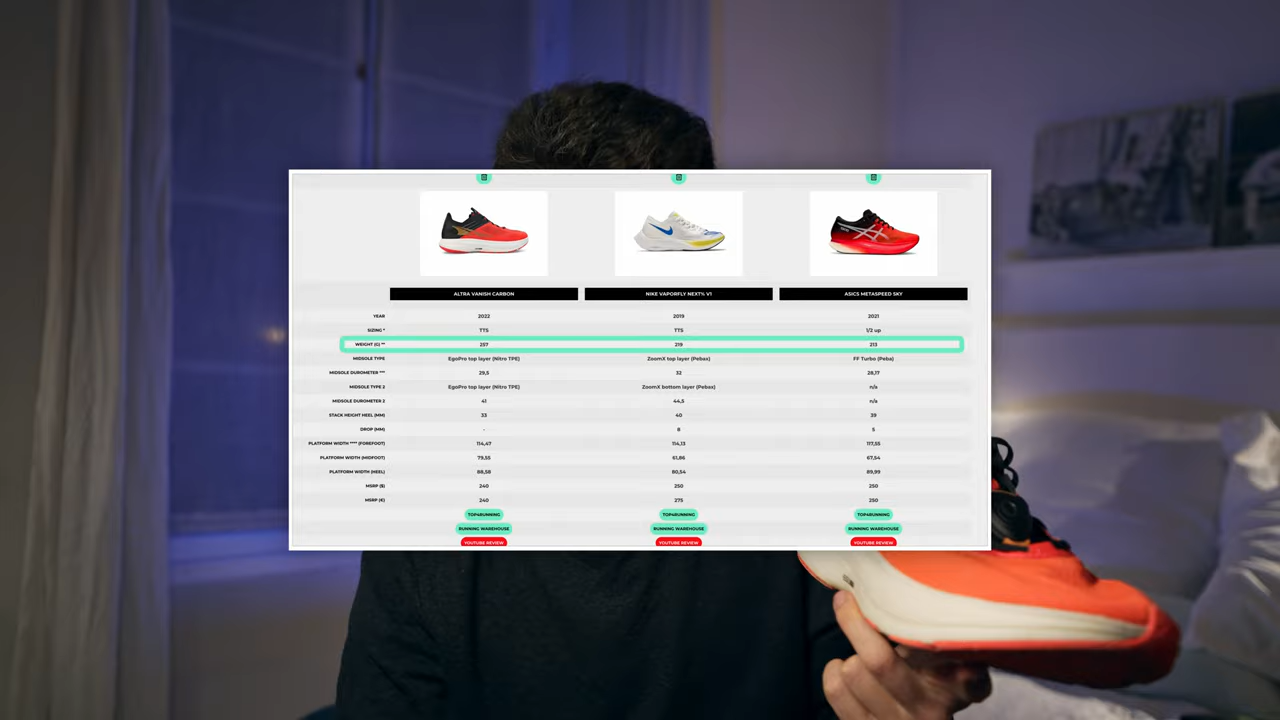 ALTRA VANISH CARBON NIKE VAPORFLY NEXT% V1 ASICS METASPEED SKY
YEAR 2022 2019 2021
SIZING * TTS TTS 1/2 up
WEIGHT (G) ** 257 219 213
MIDSOLE TYPE EgoPro top layer (Nitro TPE) ZoomX top layer (Pebax) FF Turbo (Peba)
MIDSOLE DUROMETER *** 29,5 32 28,17
MIDSOLE TYPE 2 EgoPro top layer (Nitro TPE) ZoomX bottom layer (Pebax) n/a
MIDSOLE DUROMETER 2 41 44,5 n/a
STACK HEIGHT HEEL (MM) 33 40 39
DROP (MM) - 8 5
PLATFORM WIDTH **** (FOREFOOT) 114,47 114,13 117,55
PLATFORM WIDTH (MIDFOOT) 79,55 61,86 67,54
PLATFORM WIDTH (HEEL) 88,58 80,54 89,99
MSRP ($) 240 250 250
MSRP (€) 240 275 250
TOP4RUNNING TOP4RUNNING TOP4RUNNING
RUNNING WAREHOUSE RUNNING WAREHOUSE RUNNING WAREHOUSE
YOUTUBE REVIEW YOUTUBE REVIEW YOUTUBE REVIEW